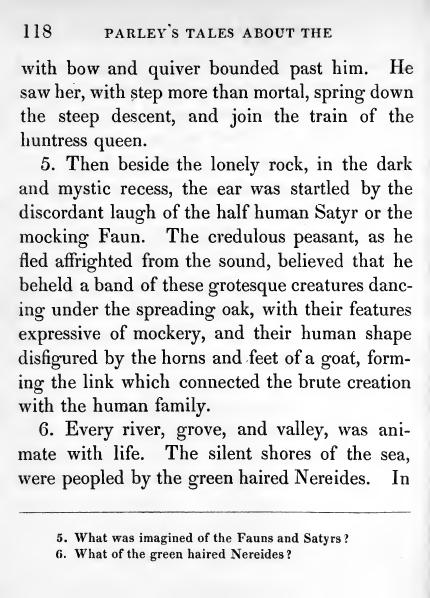 118 PARLEY'S TALES ABOUT THE
with bow and quiver bounded past him. He
saw her, with step more than mortal, spring down
the steep descent, and join the train of the
huntress queen.
5. Then beside the lonely rock, in the dark
and mystic recess, the ear was startled by the
discordant laugh of the half human Satyr or the
mocking Faun. The credulous peasant, as he
fled affrighted from the sound, believed that he
beheld a band of these grotesque creatures danc-
ing under the spreading oak, with their features
expressive of mockery, and their human shape
disfigured by the horns and feet of a goat, form-
ing the link which connected the brute creation
with the human family.
6. Every river, grove, and valley, was ani-
mate with life. The silent shores of the sea,
were peopled by the green haired Nereides. In
5. What was imagined of the Fauns and Satyrs?
6. What of the green haired Nereides?